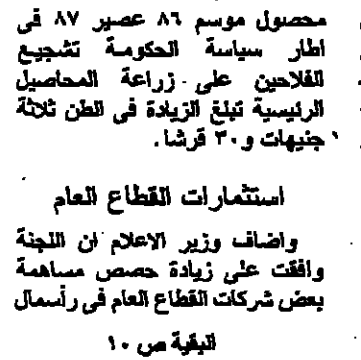 محصول موسم ٨٦ عصير ٨٧ فى
اطار سياسة الحكومة تشجيع
الفلاحين على زراعة المحاصيل
الرئيسية تبلغ الزيادة فى الطن ثلاثة
جنيهات و٣٠ قرشا .
استثمارات القطاع العام
واضاف وزير الاعلام ان اللجنة
وافقت على زيادة حصص مساهمة
بعض شركات القطاع العام فى رأسمال
البقية ص ١٠